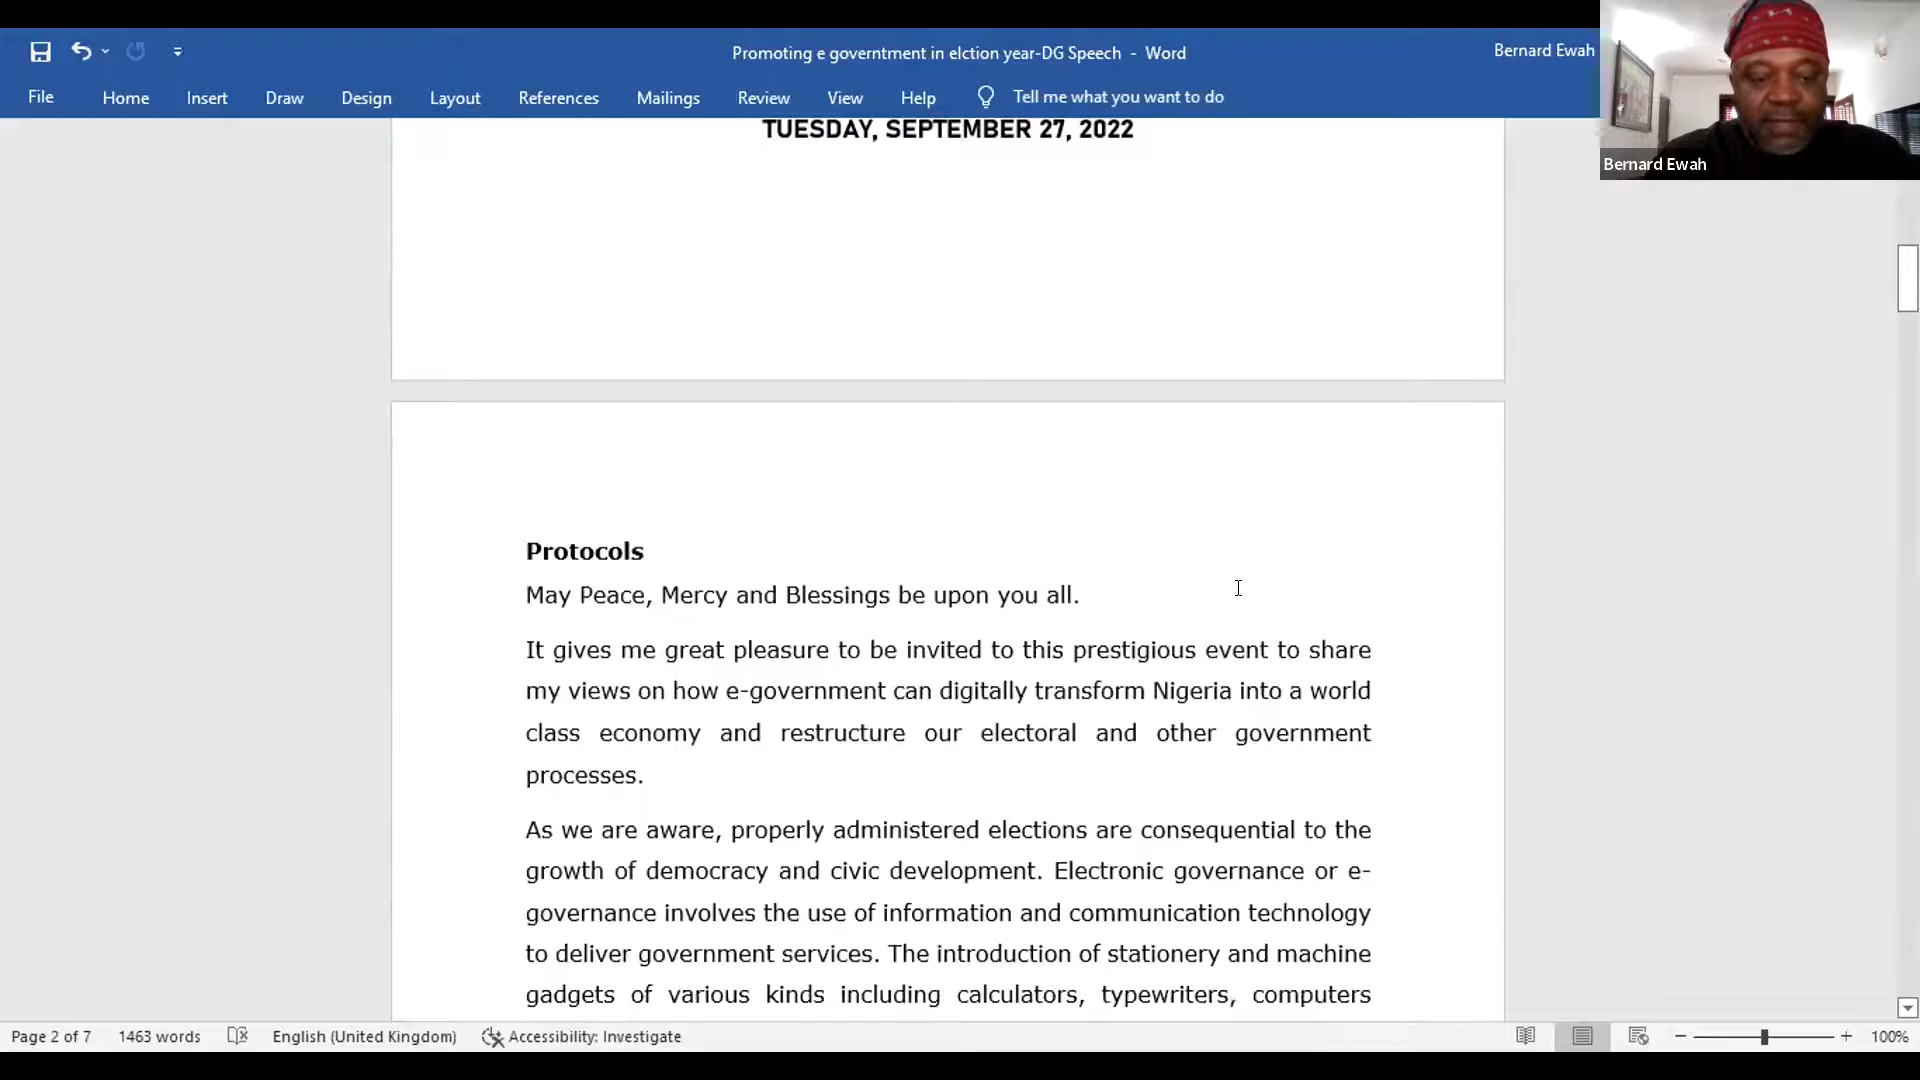 Promoting e governtment in elction year-DG Speech - Word
Bernard Ewah
File Home Insert Draw Design Layout References Mailings Review View Help Tell me what you want to do
Bernard Ewah
TUESDAY, SEPTEMBER 27, 2022
Protocols
May Peace, Mercy and Blessings be upon you all.
It gives me great pleasure to be invited to this prestigious event to share
my views on how e-government can digitally transform Nigeria into a world
class economy and restructure our electoral and other government
processes.
As we are aware, properly administered elections are consequential to the
growth of democracy and civic development. Electronic governance or e-
governance involves the use of information and communication technology
to deliver government services. The introduction of stationery and machine
gadgets of various kinds including calculators, typewriters, computers
Page 2 of 7 1463 words English (United Kingdom) Accessibility: Investigate 100%